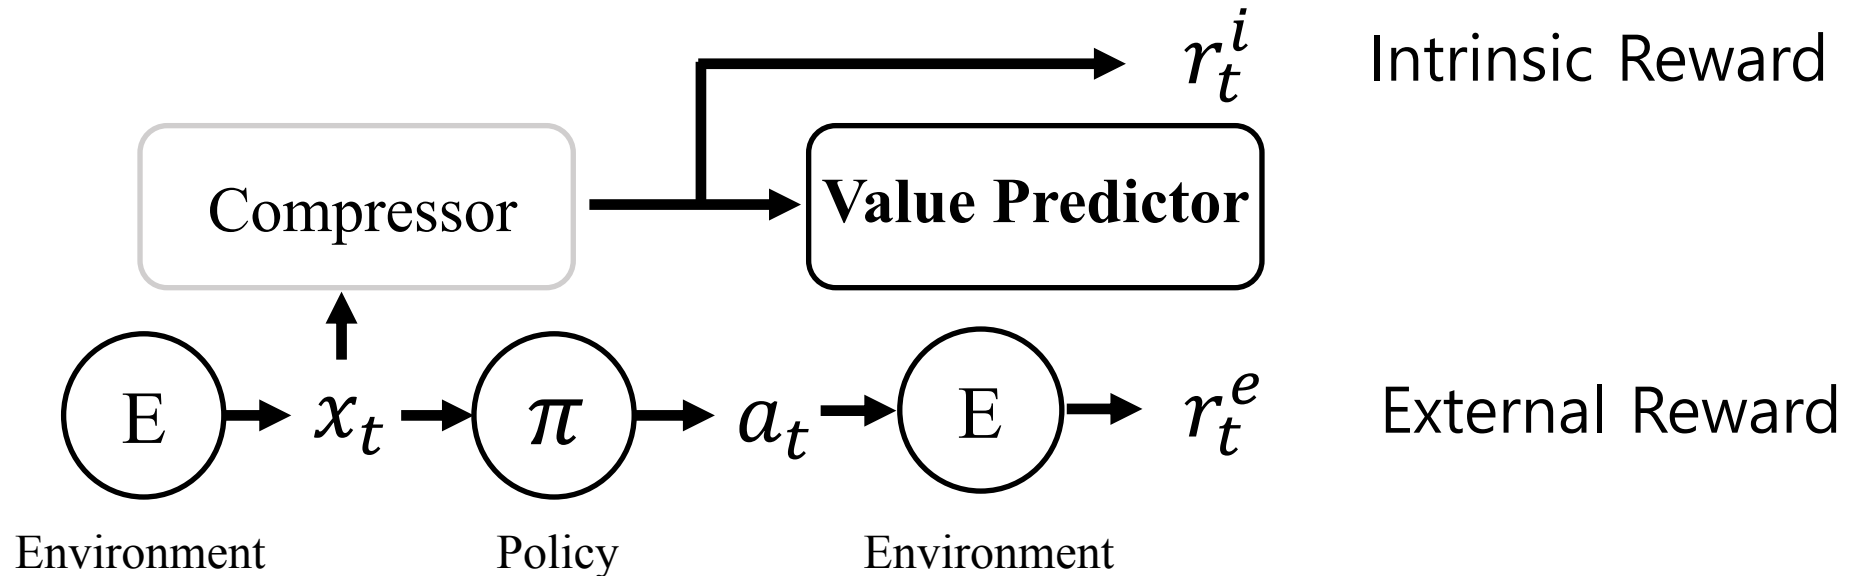 r_t^i Intrinsic Reward
Compressor
Value Predictor
E x_t π a_t E r_t^e External Reward
Environment Policy Environment